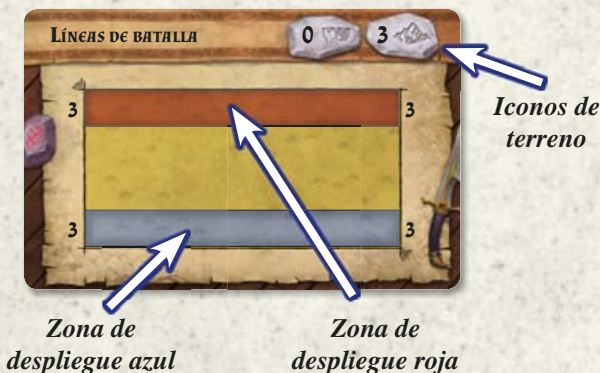 Líneas de batalla
0 3
3 3
3 3
Iconos de
terreno
Zona de
despliegue azul
Zona de
despliegue roja